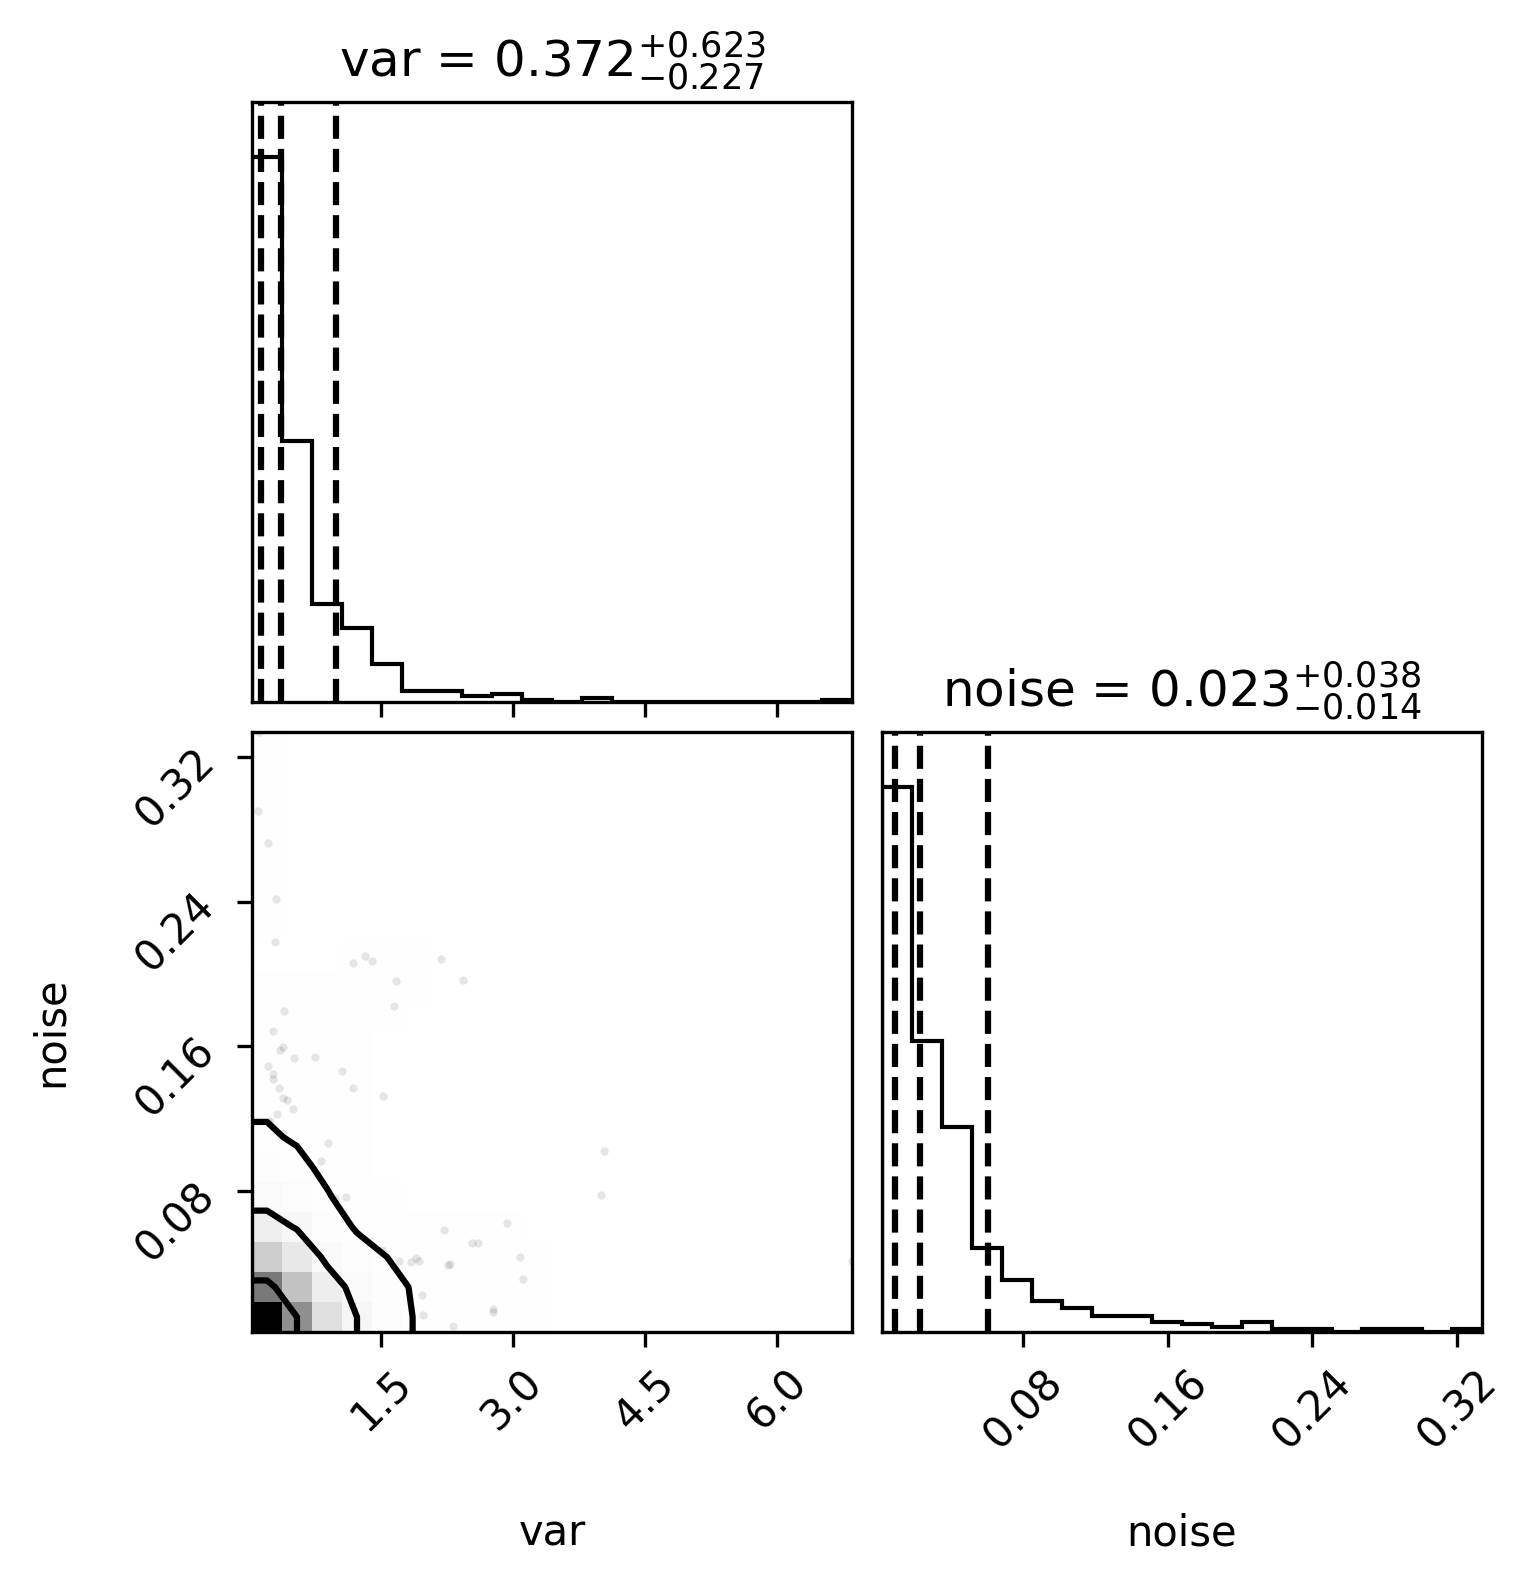 var = 0.372 +0.623 −0.227
noise = 0.023 +0.038 −0.014
0.32
0.24
0.16
0.08
noise
1.5 3.0 4.5 6.0
0.08 0.16 0.24 0.32
var
noise